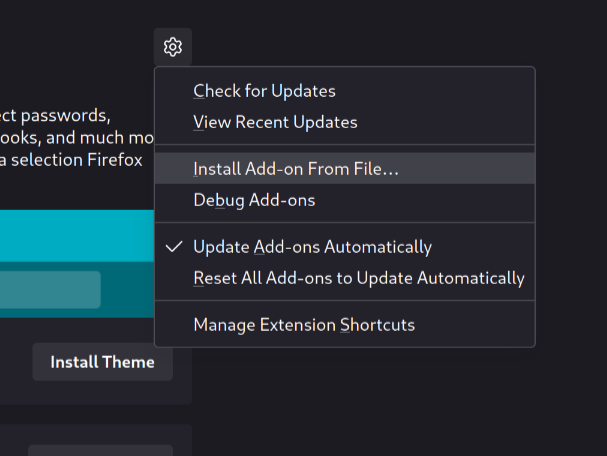 Check for Updates
ect passwords,
View Recent Updates
ooks, and much mo
a selection Firefox
Install Add-on From File...
Debug Add-ons
Update Add-ons Automatically
Reset All Add-ons to Update Automatically
Manage Extension Shortcuts
Install Theme